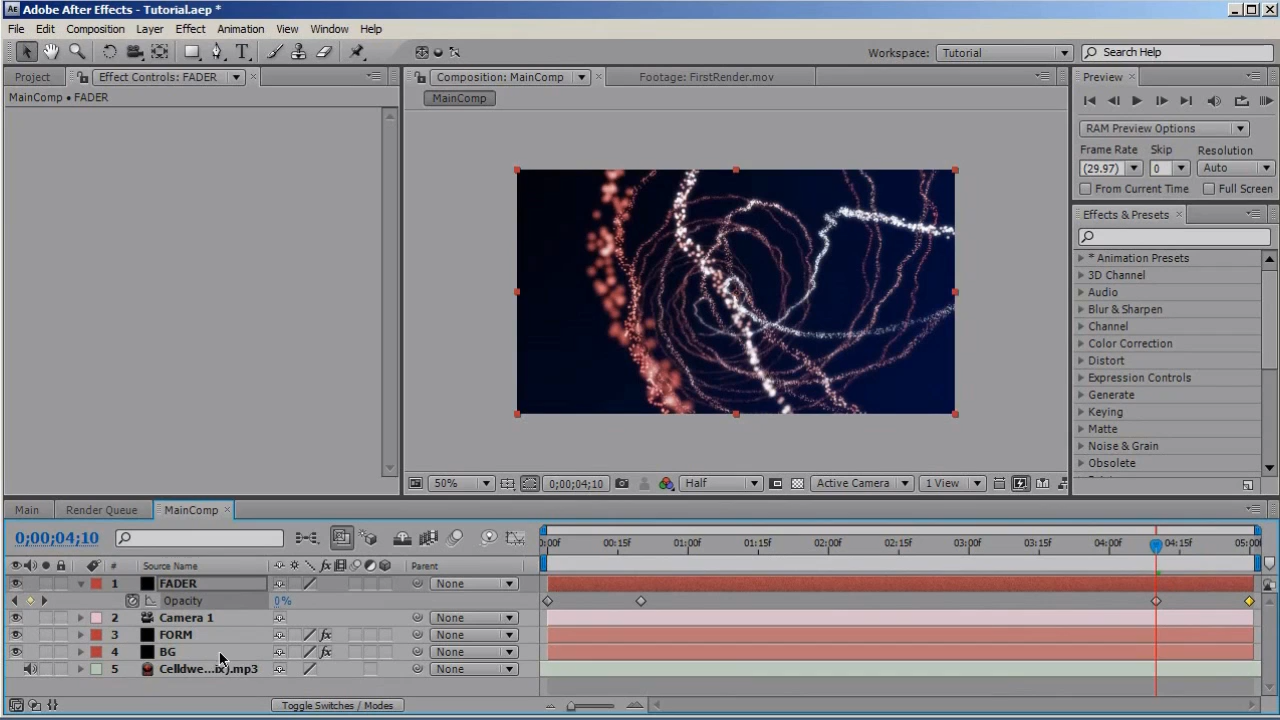 Adobe After Effects - Tutorial.aep *
File Edit Composition Layer Effect Animation View Window Help
Workspace: Tutorial Search Help
Project Effect Controls: FADER Composition: MainComp Footage: FirstRender.mov Preview
MainComp • FADER
MainComp
RAM Preview Options
Frame Rate Skip Resolution
(29.97) 0 Auto
From Current Time Full Screen
Effects & Presets
* Animation Presets
3D Channel
Audio
Blur & Sharpen
Channel
Color Correction
Distort
Expression Controls
Generate
Keying
Matte
Noise & Grain
Obsolete
50% 0;00;04;10 Half Active Camera 1 View
Main Render Queue MainComp
0;00;04;10
:00f 00:15f 01:00f 01:15f 02:00f 02:15f 03:00f 03:15f 04:00f 04:15f 05:00f
# Source Name Parent
1 FADER None
Opacity 0%
2 Camera 1 None
3 FORM None
4 BG None
5 Celldwe...ix).mp3 None
Toggle Switches / Modes